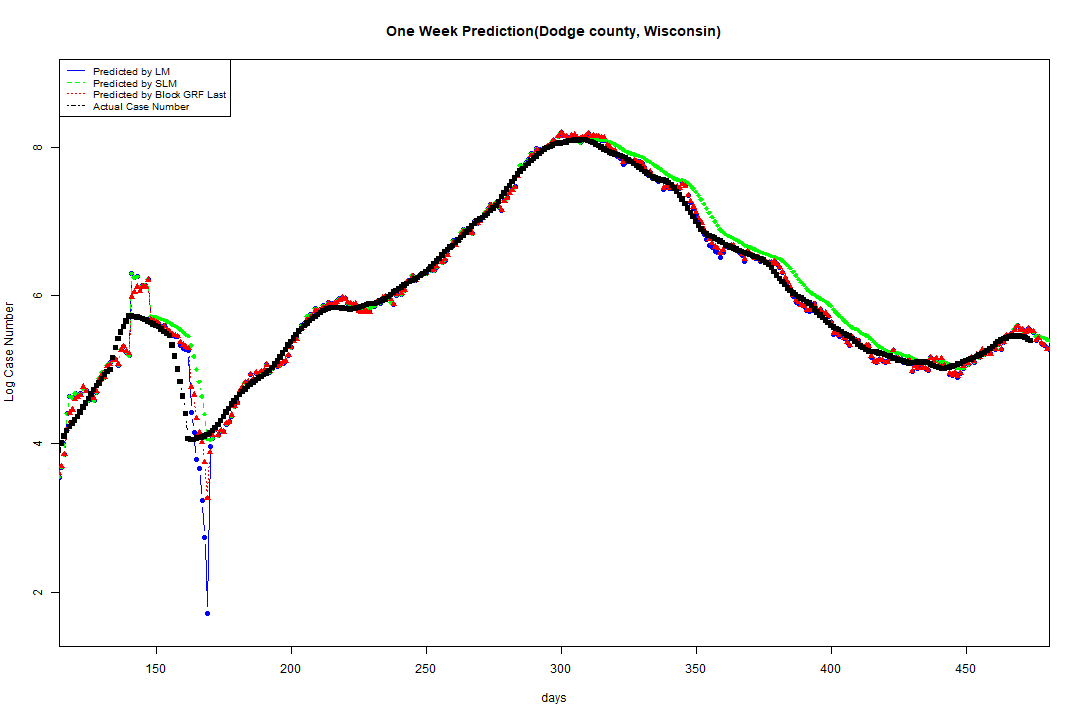 One Week Prediction(Dodge county, Wisconsin)
Predicted by LM
Predicted by SLM
Predicted by Block GRF Last
Actual Case Number
Log Case Number
8
6
4
2
150 200 250 300 350 400 450
days